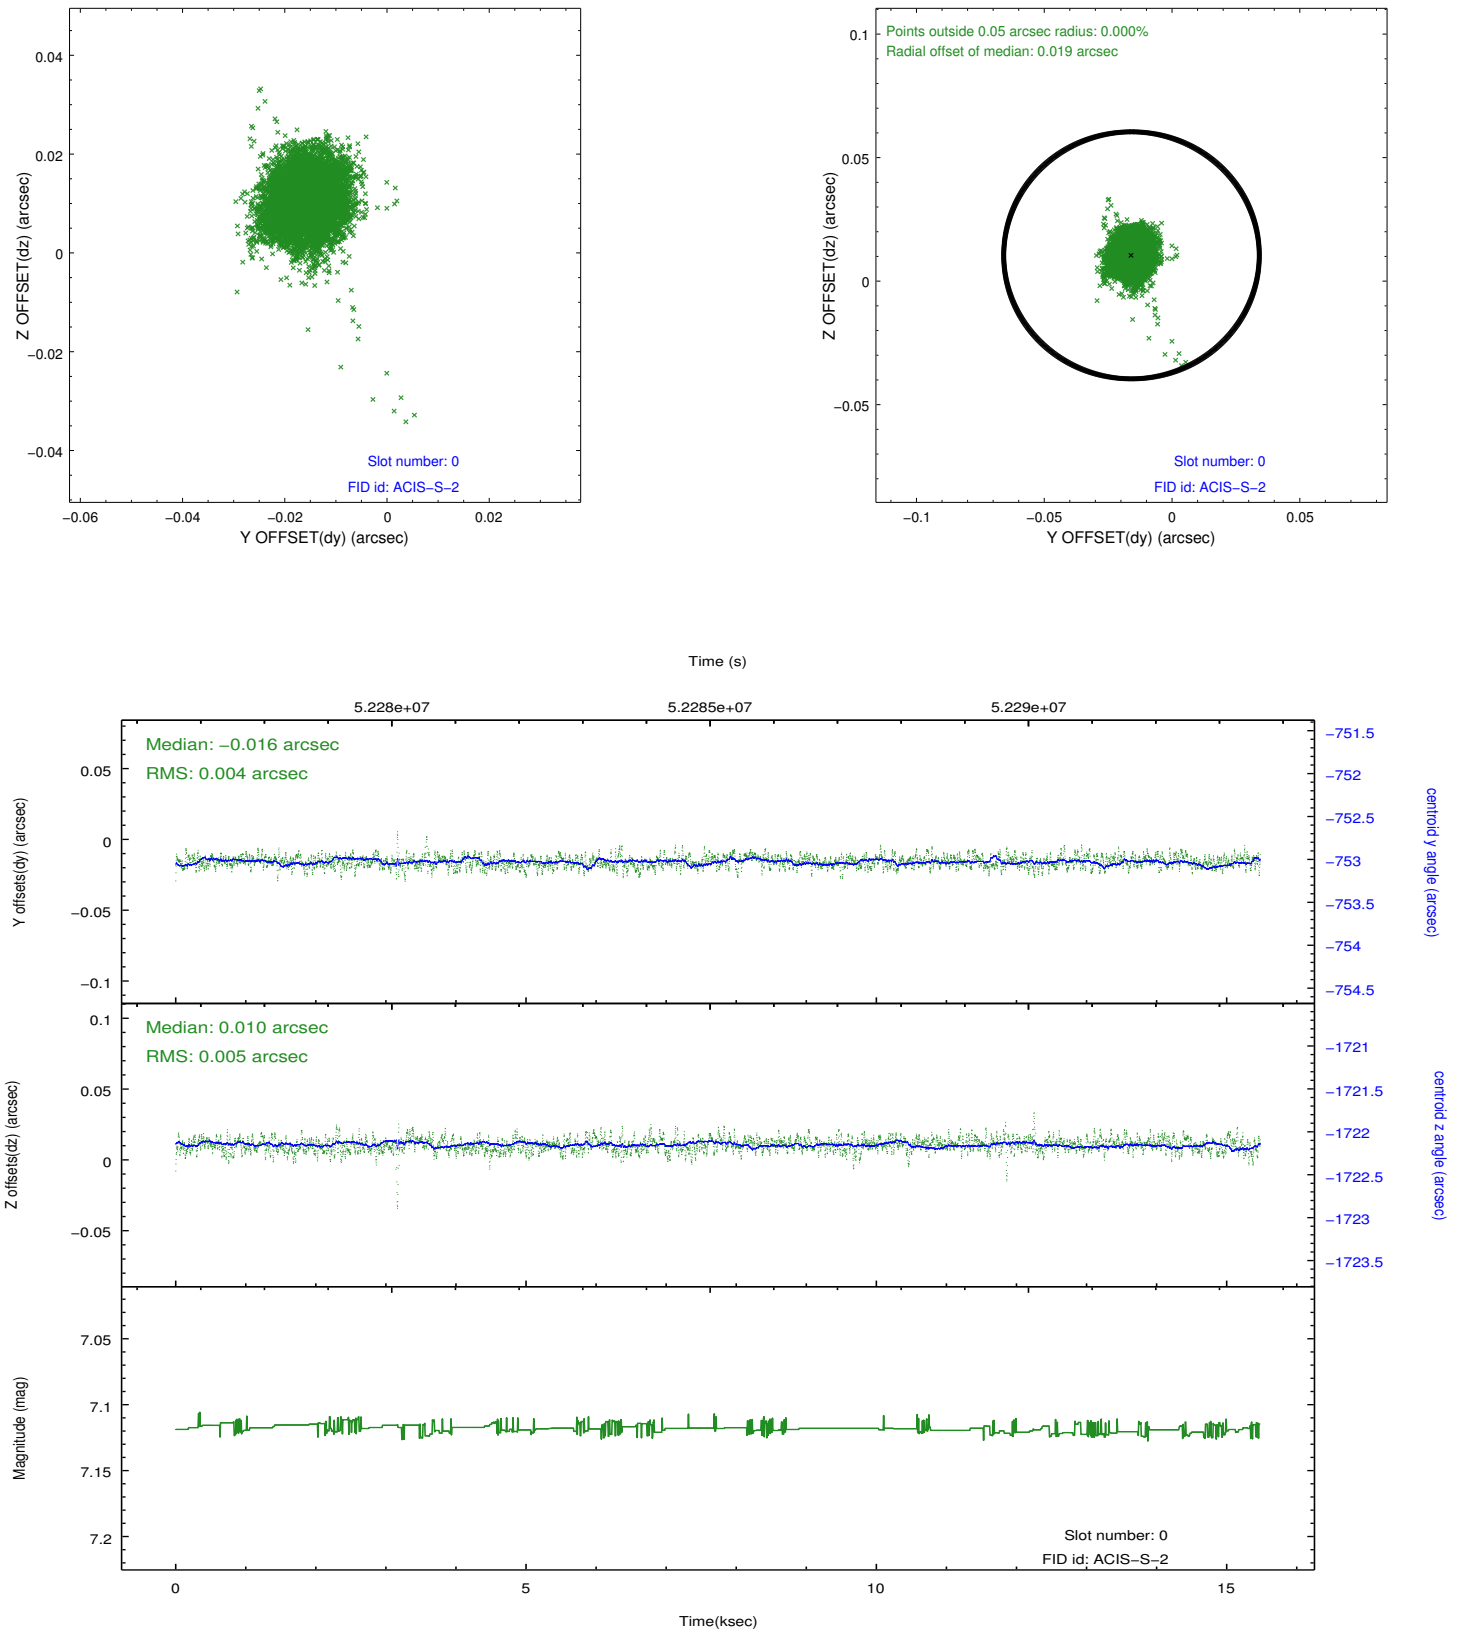 0.04
0.02
0
−0.02
−0.04
Z OFFSET(dz) (arcsec)
Slot number: 0
FID id: ACIS−S−2
−0.06
−0.04
−0.02
0
0.02
Y OFFSET(dy) (arcsec)
Points outside 0.05 arcsec radius: 0.000%
Radial offset of median: 0.019 arcsec
0.1
0.05
0
−0.05
Z OFFSET(dz) (arcsec)
Slot number: 0
FID id: ACIS−S−2
−0.1
−0.05
0
0.05
Y OFFSET(dy) (arcsec)
Time (s)
5.228e+07
5.2285e+07
5.229e+07
Median: −0.016 arcsec
RMS: 0.004 arcsec
0.05
0
−0.05
−0.1
Y offsets(dy) (arcsec)
−751.5
−752
−752.5
−753
−753.5
−754
−754.5
centroid y angle (arcsec)
Median: 0.010 arcsec
RMS: 0.005 arcsec
0.1
0.05
0
−0.05
Z offsets(dz) (arcsec)
−1721
−1721.5
−1722
−1722.5
−1723
−1723.5
centroid z angle (arcsec)
7.05
7.1
7.15
7.2
Magnitude (mag)
Slot number: 0
FID id: ACIS−S−2
0
5
10
15
Time(ksec)